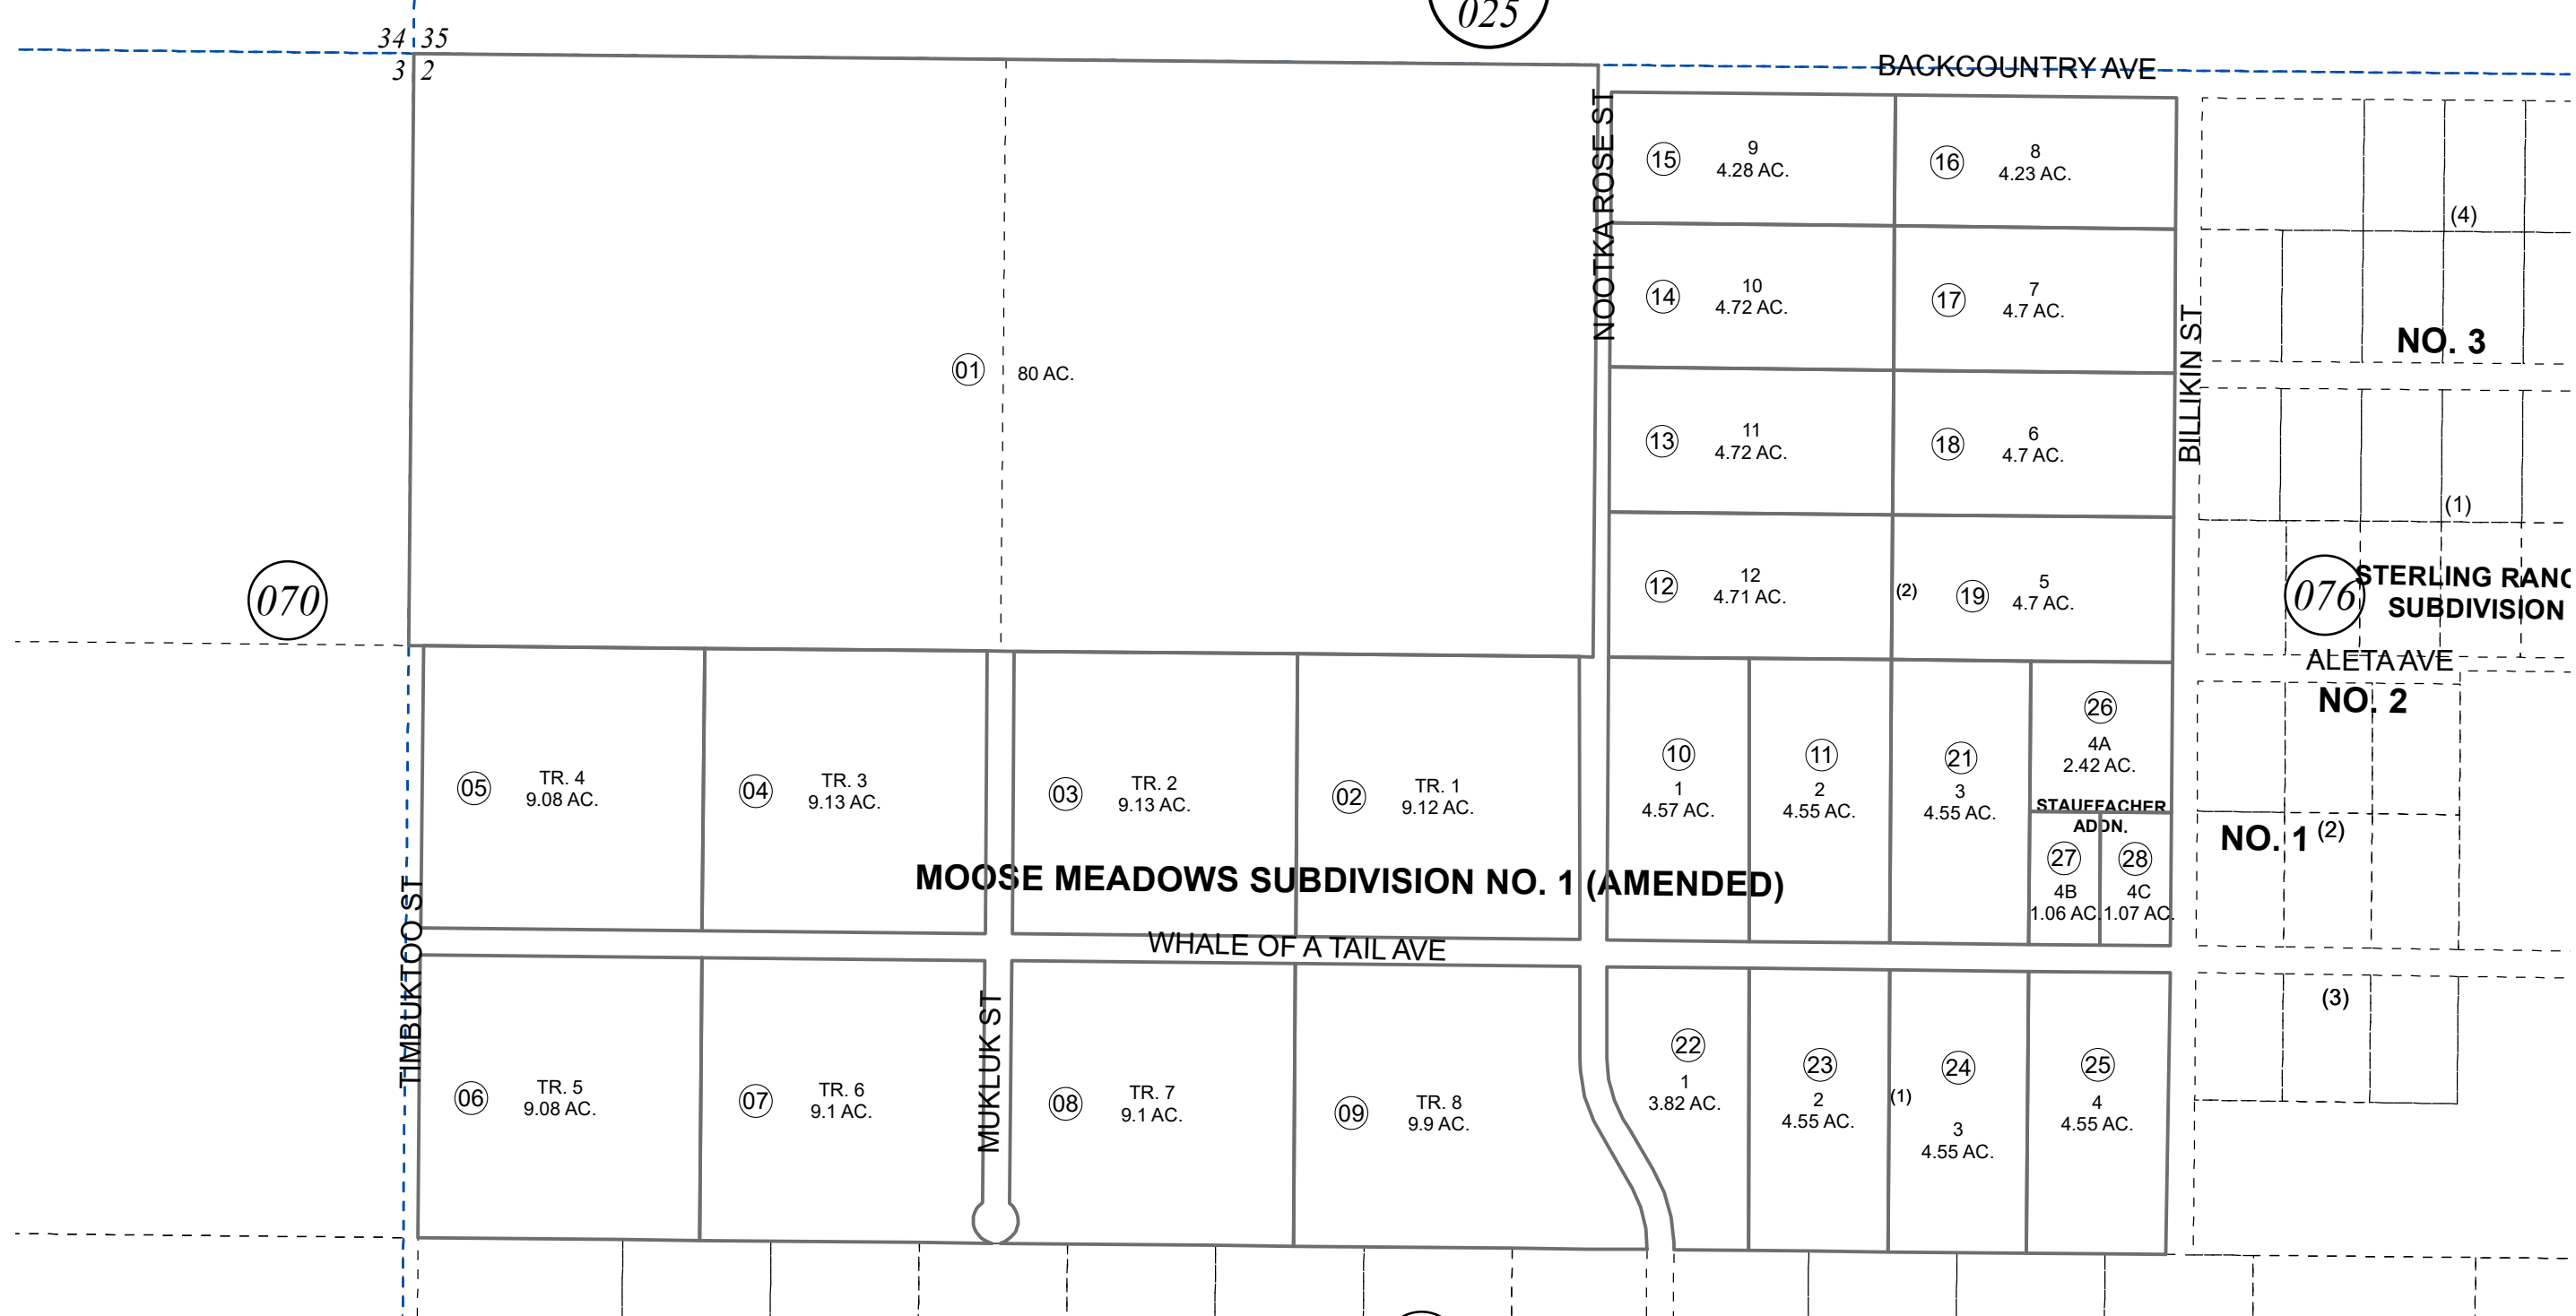 025
34 35
3 2
BACKCOUNTRY AVE
NOOTKA ROSE ST
15 9
4.28 AC.
16 8
4.23 AC.
(4)
14 10
4.72 AC.
17 7
4.7 AC.
NO. 3
BILLIKIN ST
01 80 AC.
13 11
4.72 AC.
18 6
4.7 AC.
(1)
070
12 12
4.71 AC.
(2)
19 5
4.7 AC.
076
STERLING RANC
SUBDIVISION
ALETA AVE
NO. 2
05 TR. 4
9.08 AC.
04 TR. 3
9.13 AC.
03 TR. 2
9.13 AC.
02 TR. 1
9.12 AC.
10
1
4.57 AC.
11
2
4.55 AC.
21
3
4.55 AC.
26
4A
2.42 AC.
STAUFFACHER
ADDN.
27
4B
1.06 AC.
28
4C
1.07 AC.
NO. 1 (2)
MOOSE MEADOWS SUBDIVISION NO. 1 (AMENDED)
WHALE OF A TAIL AVE
TIMBUKTOO ST
MUKLUK ST
06 TR. 5
9.08 AC.
07 TR. 6
9.1 AC.
08 TR. 7
9.1 AC.
09 TR. 8
9.9 AC.
22
1
3.82 AC.
23
2
4.55 AC.
(1)
24
3
4.55 AC.
25
4
4.55 AC.
(3)